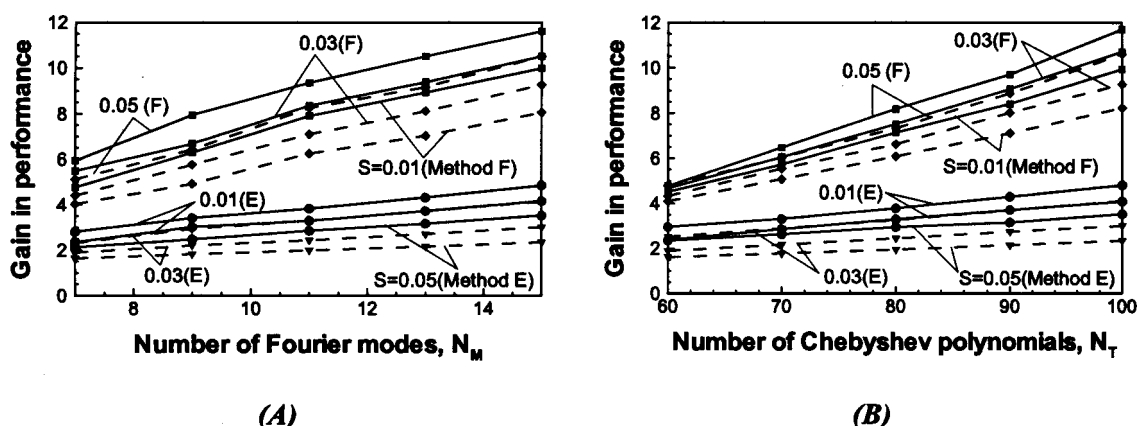 Gain in performance
12
10
8
6
4
2
0
0.05 (F)
0.03(F)
S=0.01(Method F)
0.01(E)
0.03(E)
S=0.05(Method E)
8
10
12
14
Number of Fourier modes, N_M
(A)
Gain in performance
12
10
8
6
4
2
0
0.03(F)
0.05 (F)
S=0.01(Method F)
0.01(E)
0.03(E)
S=0.05(Method E)
60
70
80
90
100
Number of Chebyshev polynomials, N_T
(B)